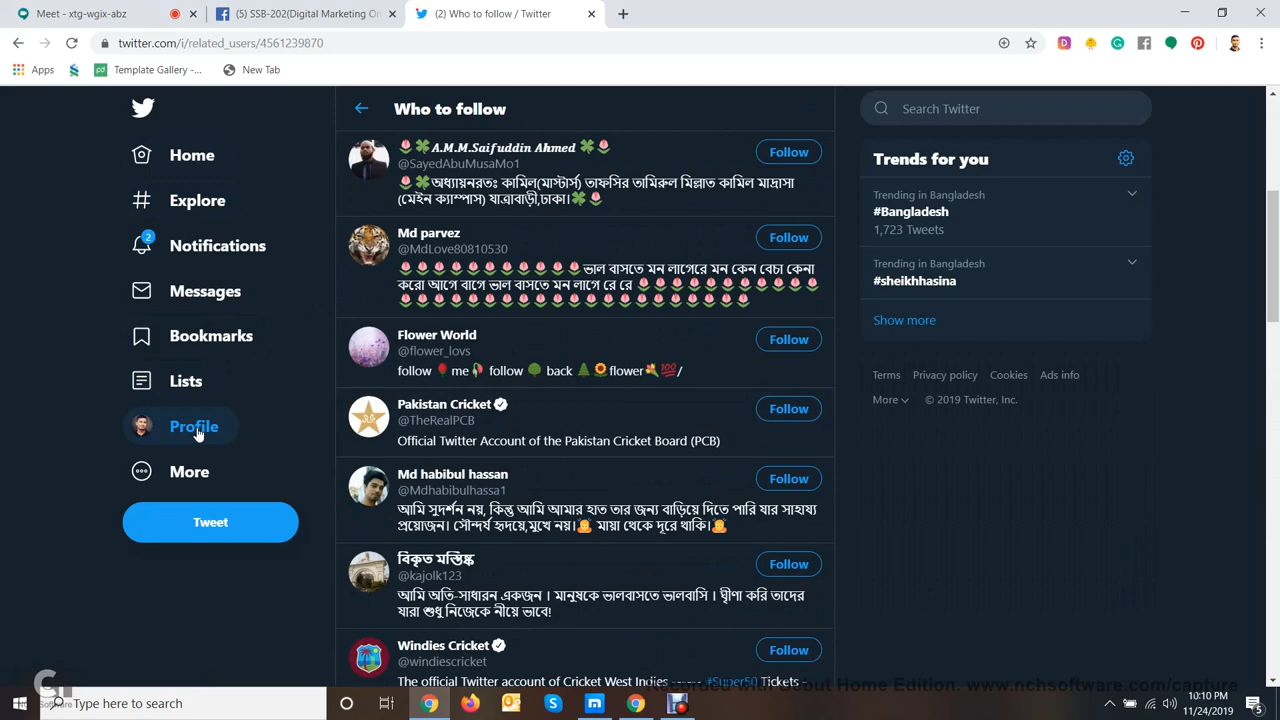 Meet - xtg-wgix-abz
(5) SSB-202(Digital Marketing On
(2) Who to follow / Twitter
twitter.com/i/related_users/4561239870
Apps
Template Gallery -...
New Tab
Home
Explore
2
Notifications
Messages
Bookmarks
Lists
Profile
More
Tweet
Who to follow
A.M.M.Saifuddin Ahmed
@SayedAbuMusaMo1
Follow
অধ্যায়নরতঃ কামিল(মাস্টার্স) তাফসির তামিরুল মিল্লাত কামিল মাদ্রাসা
(মেইন ক্যাম্পাস) যাত্রাবাড়ী,ঢাকা।
Md parvez
@MdLove80810530
Follow
ভাল বাসতে মন লাগেরে মন কেন বেচা কেনা
করো আগে বাগে ভাল বাসতে মন লাগে রে রে
Flower World
@flower_lovs
Follow
follow 🌹me🥀 follow 🌳 back 🌲🌻flower💐💯/
Pakistan Cricket
@TheRealPCB
Follow
Official Twitter Account of the Pakistan Cricket Board (PCB)
Md habibul hassan
@Mdhabibulhassa1
Follow
আমি সুদর্শন নয়, কিন্তু আমি আমার হাত তার জন্য বাড়িয়ে দিতে পারি যার সাহায্য
প্রয়োজন। সৌন্দর্য হৃদয়ে,মুখে নয়। মায়া থেকে দূরে থাকি।
বিকৃত মস্তিষ্ক
@kajolk123
Follow
আমি অতি-সাধারন একজন । মানুষকে ভালবাসতে ভালবাসি । ঘৃীণা করি তাদের
যারা শুধু নিজেকে নীয়ে ভাবে!
Windies Cricket
@windiescricket
Follow
The official Twitter account of Cricket West Indies #Super50 Tickets -
Search Twitter
Trends for you
Trending in Bangladesh
#Bangladesh
1,723 Tweets
Trending in Bangladesh
#sheikhhasina
Show more
Terms Privacy policy Cookies Ads info
More © 2019 Twitter, Inc.
Recorded with Debut Home Edition. www.nchsoftware.com/capture
Type here to search
10:10 PM
11/24/2019
5